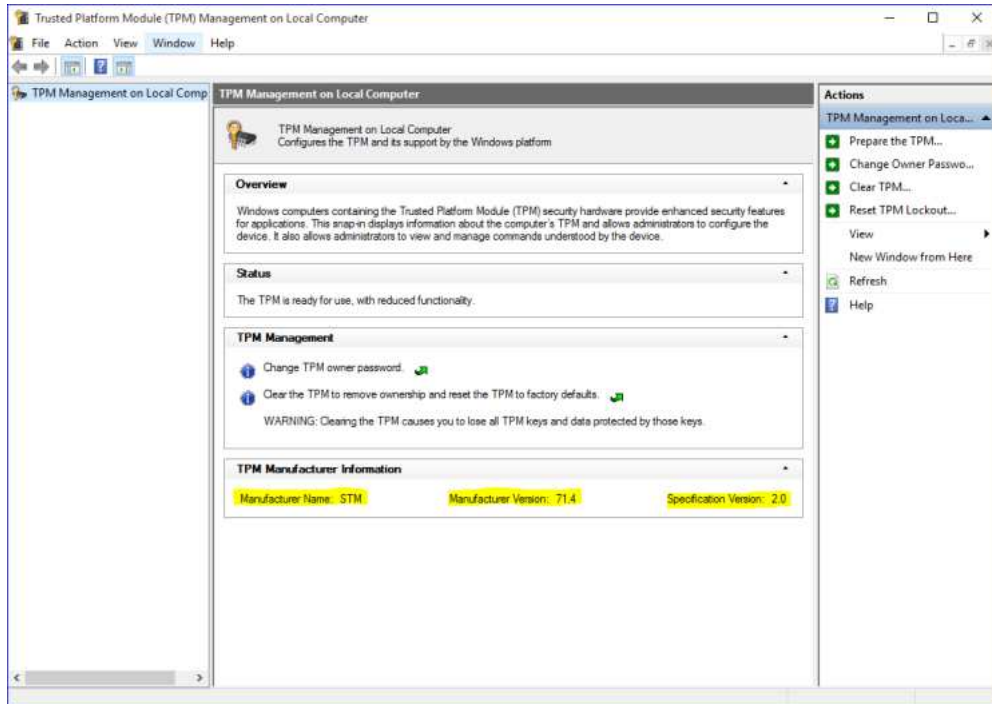 Trusted Platform Module (TPM) Management on Local Computer
File Action View Window Help
TPM Management on Local Comp
TPM Management on Local Computer
TPM Management on Local Computer
Configures the TPM and its support by the Windows platform
Overview
Windows computers containing the Trusted Platform Module (TPM) security hardware provide enhanced security features
for applications. This snap-in displays information about the computer's TPM and allows administrators to configure the
device. It also allows administrators to view and manage commands understood by the device.
Status
The TPM is ready for use, with reduced functionality.
TPM Management
Change TPM owner password.
Clear the TPM to remove ownership and reset the TPM to factory defaults.
WARNING: Clearing the TPM causes you to lose all TPM keys and data protected by those keys.
TPM Manufacturer Information
Manufacturer Name: STM Manufacturer Version: 71.4 Specification Version: 2.0
Actions
TPM Management on Loca...
Prepare the TPM...
Change Owner Passwo...
Clear TPM...
Reset TPM Lockout...
View
New Window from Here
Refresh
Help